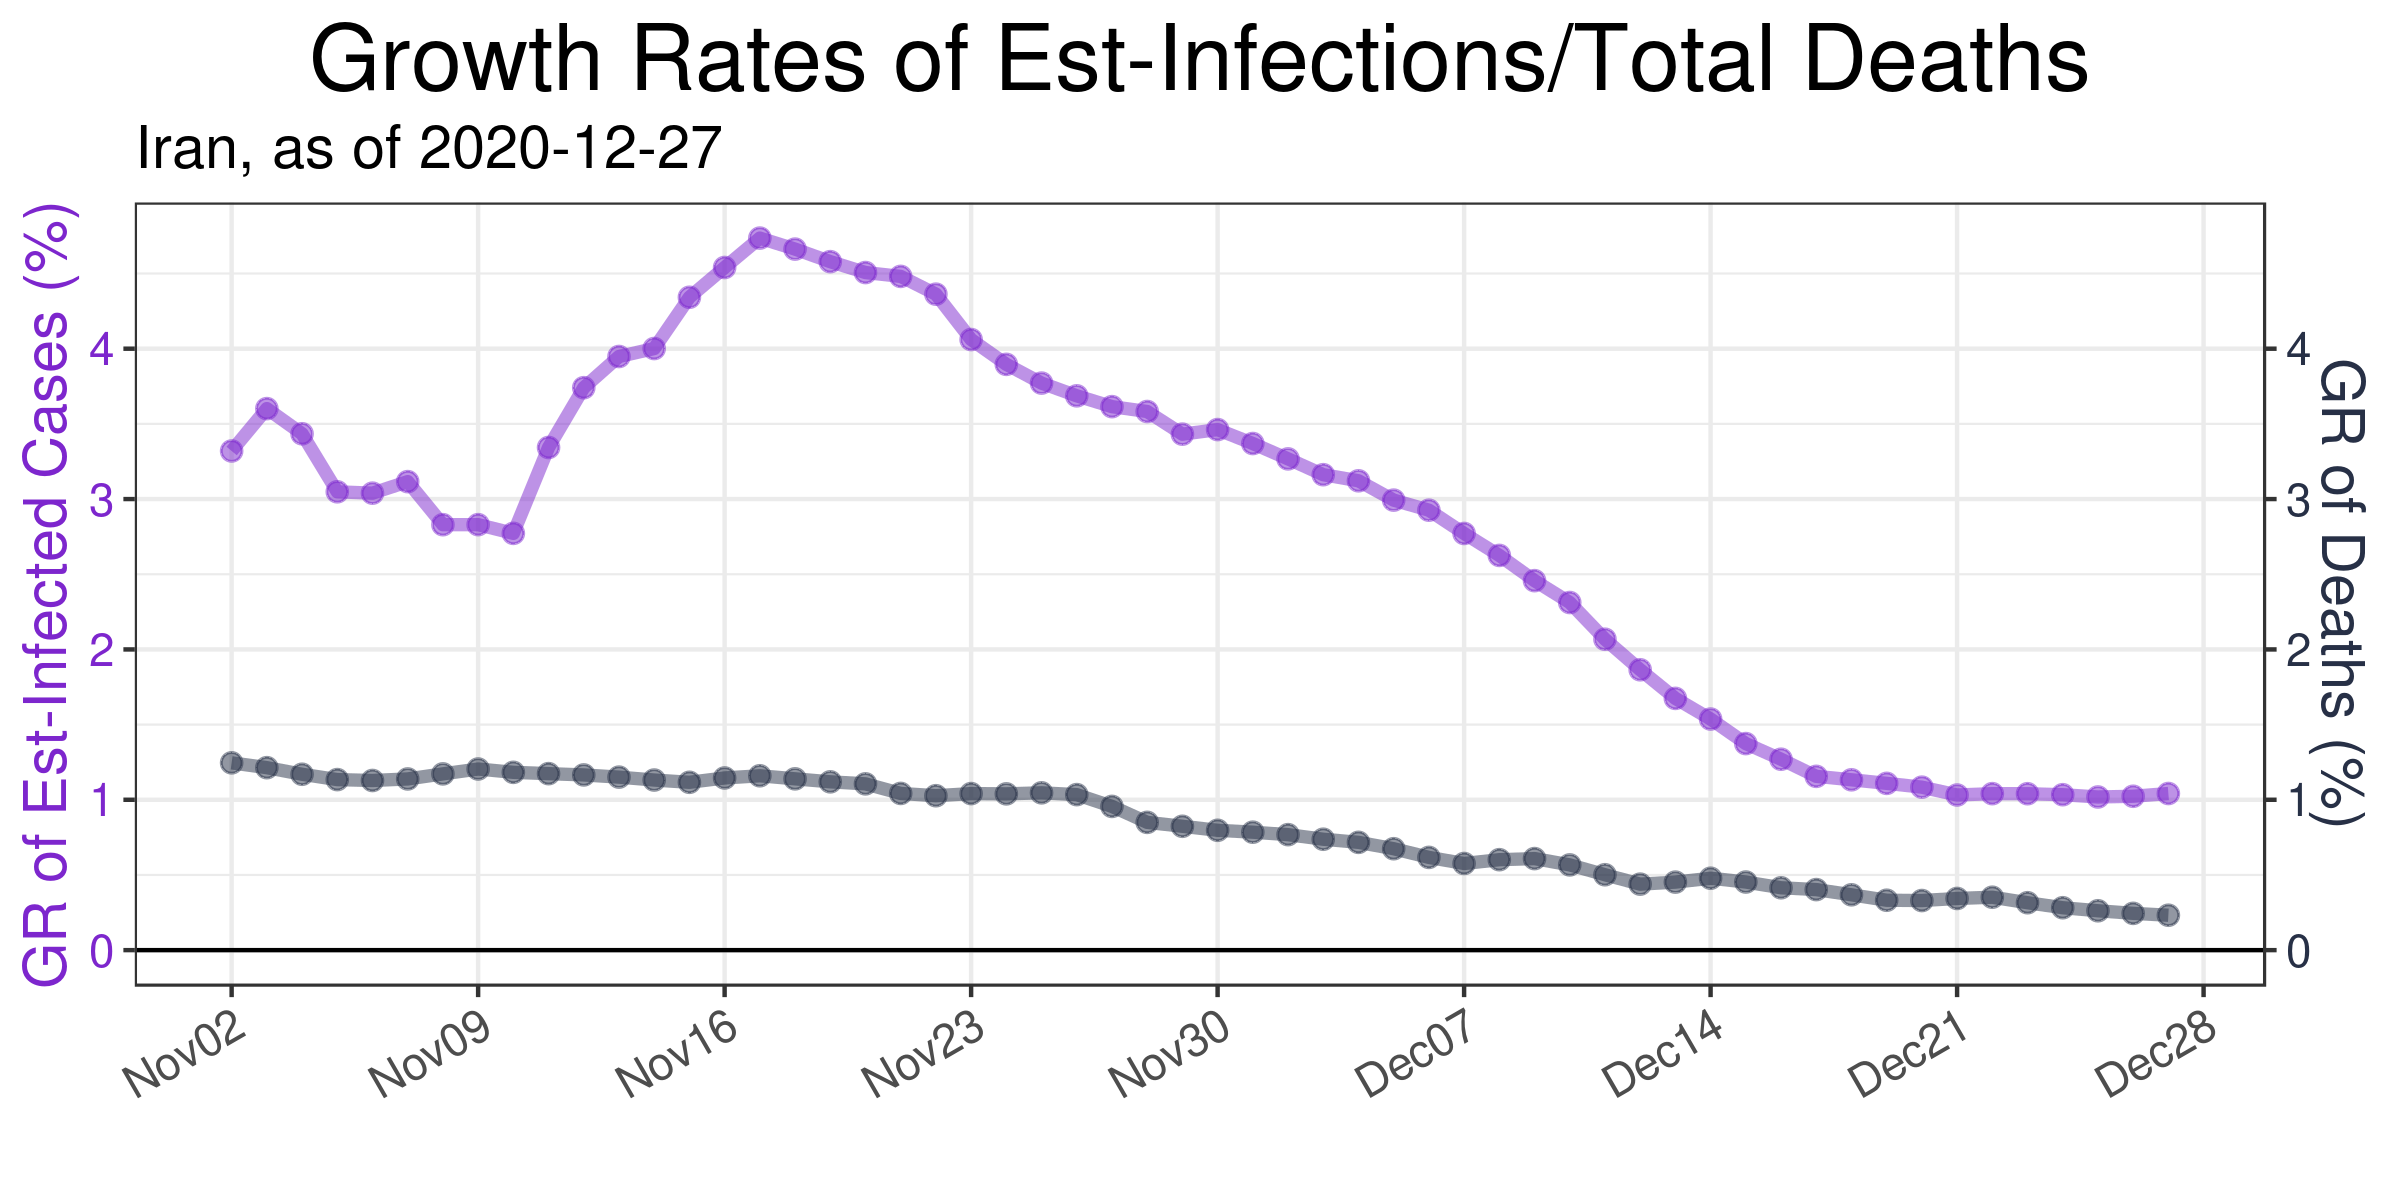 Growth Rates of Est-Infections/Total Deaths
Iran, as of 2020-12-27
GR of Est-Infected Cases (%)
4
3
2
1
0
4
3
2
1
0
GR of Deaths (%)
Nov02
Nov09
Nov16
Nov23
Nov30
Dec07
Dec14
Dec21
Dec28